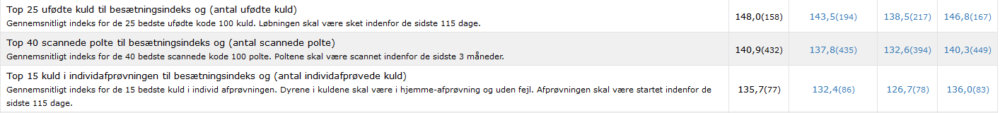 Top 25 ufødte kuld til besætningsindeks og (antal ufødte kuld)
Gennemsnitligt indeks for de 25 bedste ufødte kode 100 kuld. Løbningen skal være sket indenfor de sidste 115 dage.
148,0(158) 143,5(194) 138,5(217) 146,8(167)
Top 40 scannede polte til besætningsindeks og (antal scannede polte)
Gennemsnitligt indeks for de 40 bedste scannede kode 100 polte. Poltene skal være scannet indenfor de sidste 3 måneder.
140,9(432) 137,8(435) 132,6(394) 140,3(449)
Top 15 kuld i individafprøvningen til besætningsindeks og (antal individafprøvede kuld)
Gennemsnitligt indeks for de 15 bedste kuld i individ afprøvningen. Dyrene i kuldene skal være i hjemme-afprøvning og uden fejl. Afprøvningen skal være startet indenfor de
sidste 115 dage.
135,7(77) 132,4(86) 126,7(78) 136,0(83)